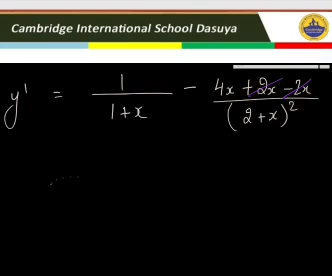 Cambridge International School Dasuya
y' = 1/(1+x) - (4x + 2x - 2x)/(2+x)²